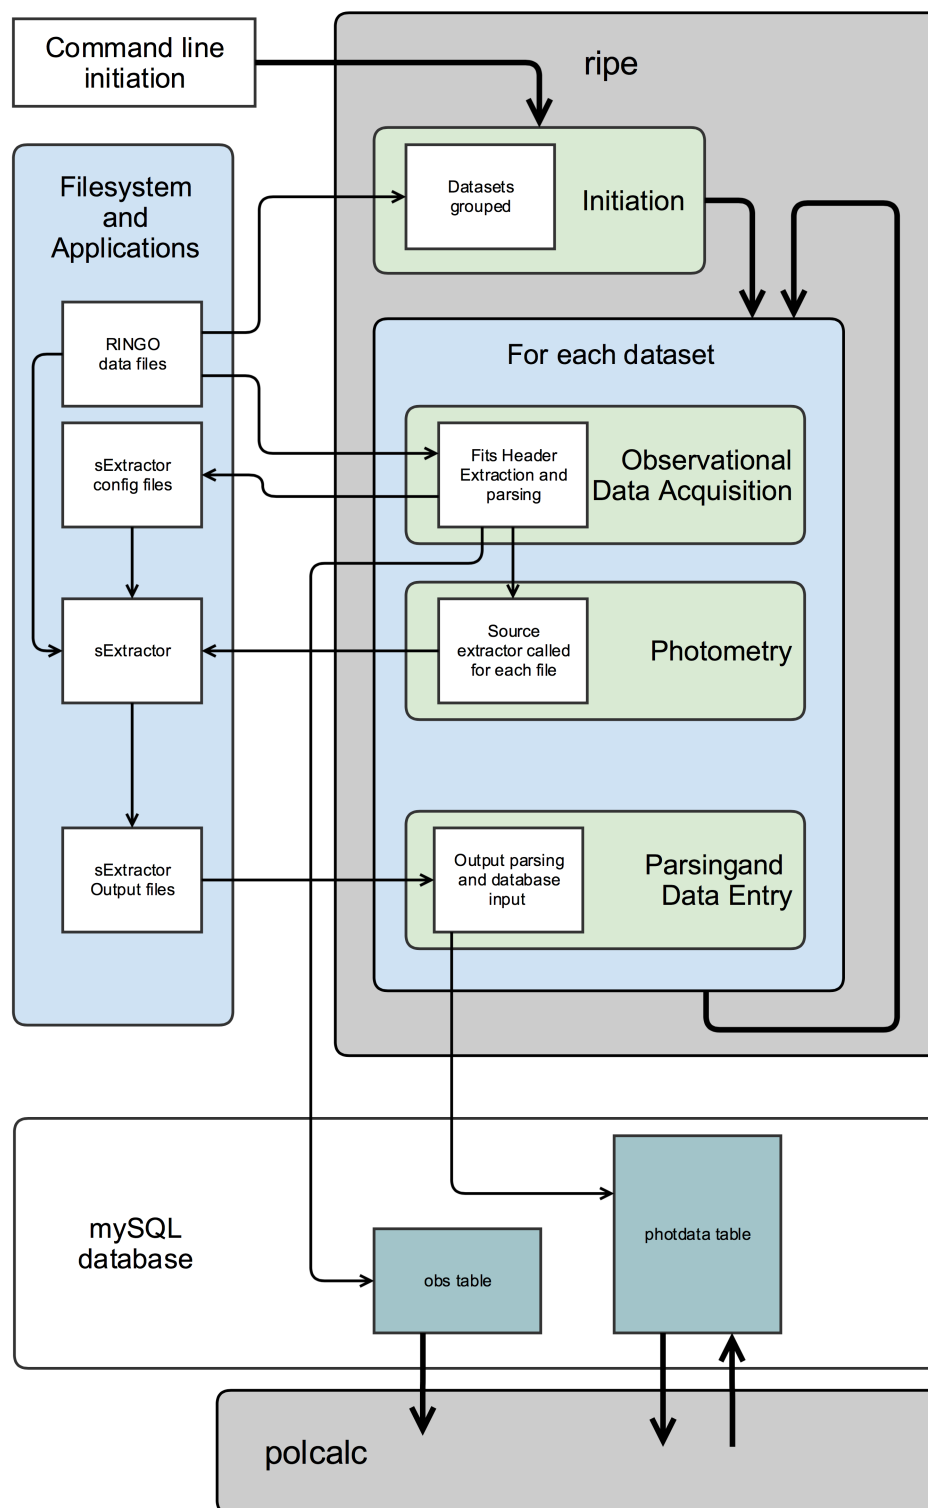 Command line
initiation
ripe
Datasets
grouped
Initiation
Filesystem
and
Applications
RINGO
data files
sExtractor
config files
sExtractor
sExtractor
Output files
For each dataset
Fits Header
Extraction and
parsing
Observational
Data Acquisition
Source
extractor called
for each file
Photometry
Output parsing
and database
input
Parsingand
Data Entry
mySQL
database
obs table
photdata table
polcalc